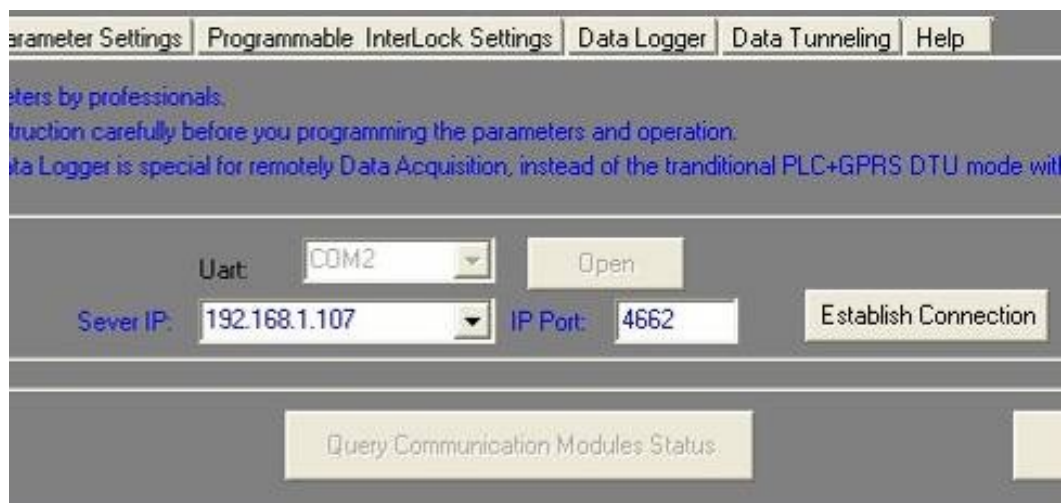 arameter Settings Programmable InterLock Settings Data Logger Data Tunneling Help
eters by professionals.
truction carefully before you programming the parameters and operation.
ata Logger is special for remotely Data Acquisition, instead of the tranditional PLC+GPRS DTU mode with
Uart: COM2 Open
Sever IP: 192.168.1.107 IP Port: 4662 Establish Connection
Query Communication Modules Status